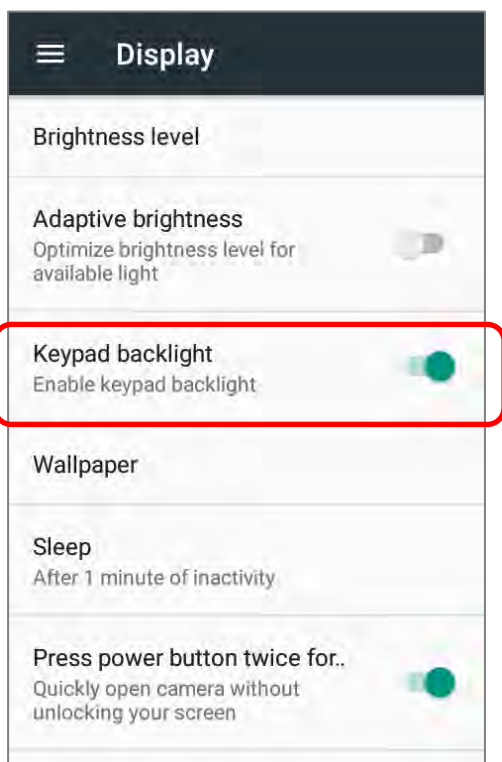 Display
Brightness level
Adaptive brightness
Optimize brightness level for
available light
Keypad backlight
Enable keypad backlight
Wallpaper
Sleep
After 1 minute of inactivity
Press power button twice for..
Quickly open camera without
unlocking your screen